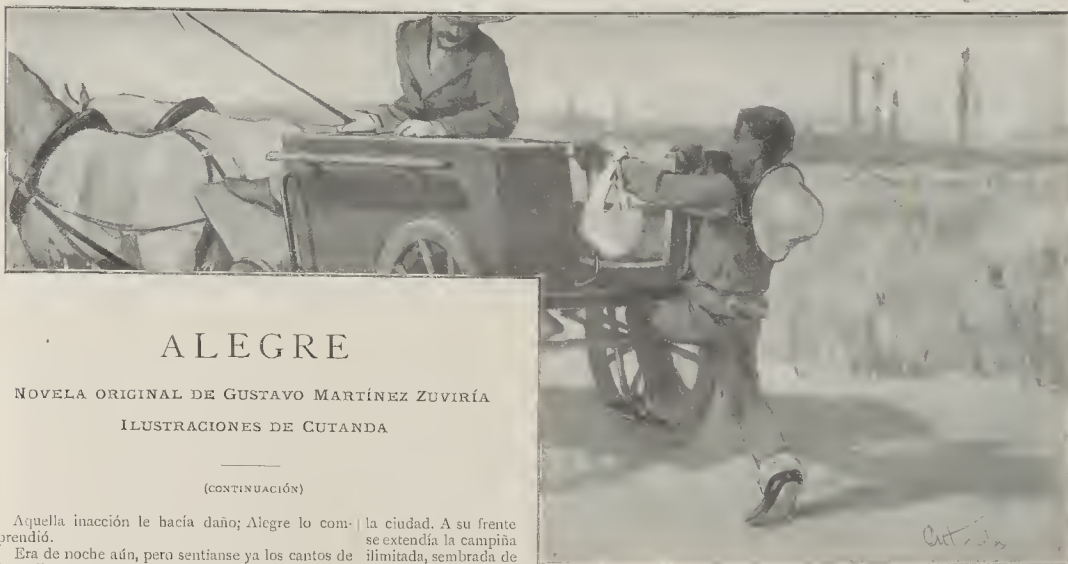 ALEGRE
NOVELA ORIGINAL DE GUSTAVO MARTÍNEZ ZUVIRÍA
ILUSTRACIONES DE CUTANDA
(CONTINUACIÓN)
Aquella inacción le hacía daño; Alegre lo com-
prendió.
Era de noche aún, pero sentíanse ya los cantos de
la ciudad. A su frente
se extendía la campiña
ilimitada, sembrada de